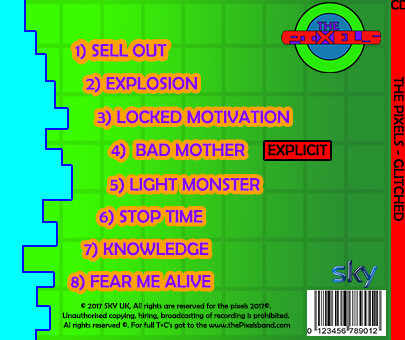 CD
THE
PIXELS
1) SELL OUT
2) EXPLOSION
3) LOCKED MOTIVATION
4) BAD MOTHER EXPLICIT
5) LIGHT MONSTER
6) STOP TIME
7) KNOWLEDGE
8) FEAR ME ALIVE
THE PIXELS - GLITCHED
sky
© 2017 SKY UK, All rights are reserved for the pixels 2017©.
Unauthorised copying, hiring, broadcasting of recording is prohibited.
Al rights reserved ©. For full T+C's got to the www.thePixelsband.com
0 123456 789012